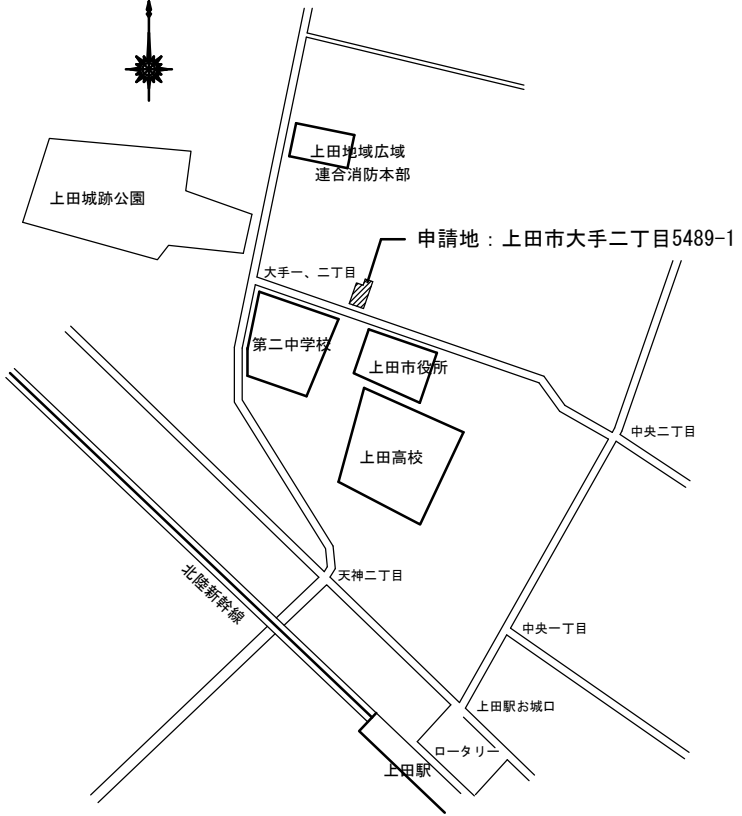 上田地域広域
連合消防本部
上田城跡公園
申請地：上田市大手二丁目5489-1
大手一、二丁目
第二中学校
上田市役所
中央二丁目
上田高校
天神二丁目
北陸新幹線
中央一丁目
上田駅お城口
ロータリー
上田駅